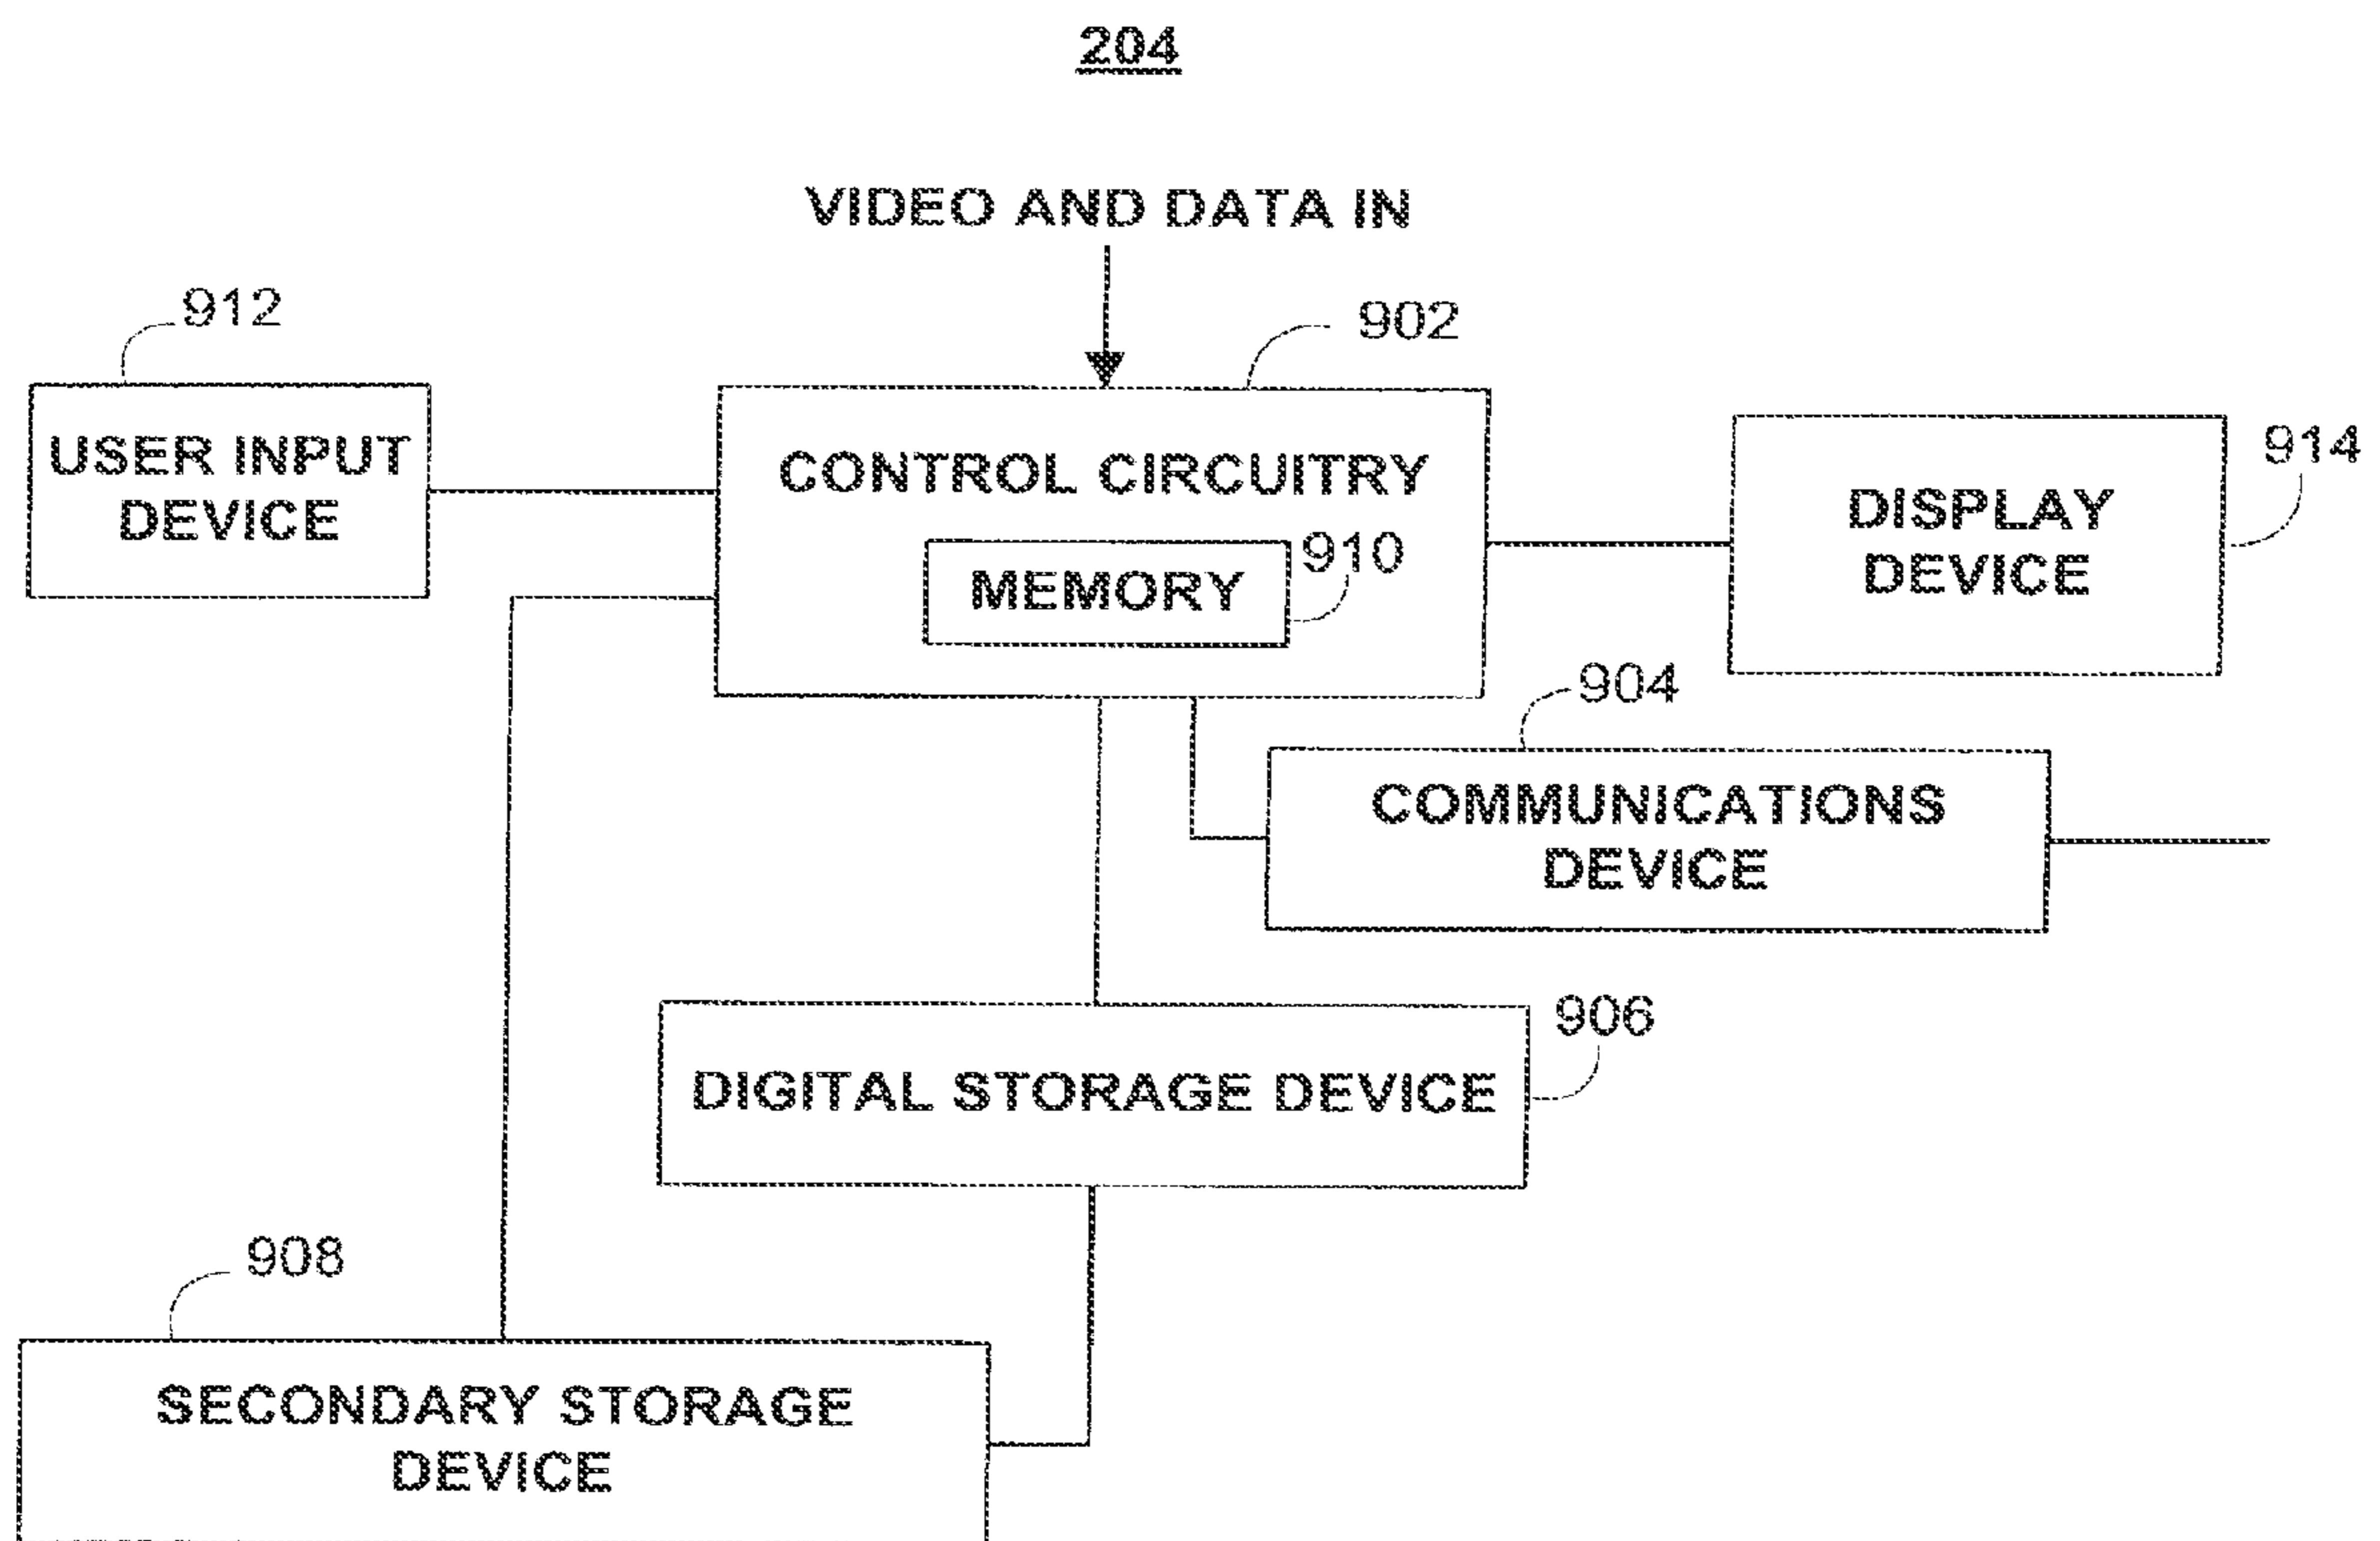 204
VIDEO AND DATA IN
912
902
USER INPUT
DEVICE
CONTROL CIRCUITRY
914
DISPLAY
DEVICE
910
MEMORY
904
COMMUNICATIONS
DEVICE
906
DIGITAL STORAGE DEVICE
908
SECONDARY STORAGE
DEVICE